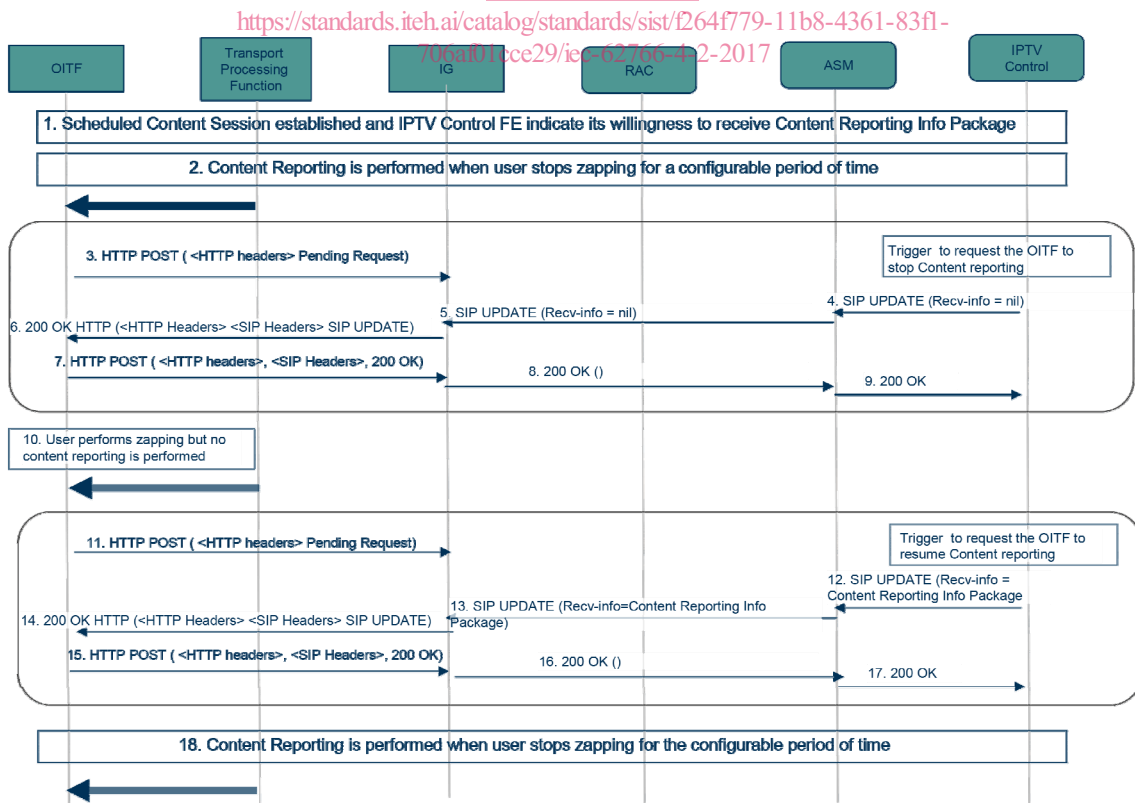 https://standards.iteh.ai/catalog/standards/sist/f264f779-11b8-4361-83f1-
706af01cce29/iec-62766-4-2-2017
OITF
Transport
Processing
Function
IG
RAC
ASM
IPTV
Control
1. Scheduled Content Session established and IPTV Control FE indicate its willingness to receive Content Reporting Info Package
2. Content Reporting is performed when user stops zapping for a configurable period of time
3. HTTP POST ( <HTTP headers> Pending Request)
Trigger to request the OITF to
stop Content reporting
4. SIP UPDATE (Recv-info = nil)
5. SIP UPDATE (Recv-info = nil)
6. 200 OK HTTP (<HTTP Headers> <SIP Headers> SIP UPDATE)
7. HTTP POST ( <HTTP headers>, <SIP Headers>, 200 OK)
8. 200 OK ()
9. 200 OK
10. User performs zapping but no
content reporting is performed
11. HTTP POST ( <HTTP headers> Pending Request)
Trigger to request the OITF to
resume Content reporting
12. SIP UPDATE (Recv-info =
Content Reporting Info Package
13. SIP UPDATE (Recv-info=Content Reporting Info
Package)
14. 200 OK HTTP (<HTTP Headers> <SIP Headers> SIP UPDATE)
15. HTTP POST ( <HTTP headers>, <SIP Headers>, 200 OK)
16. 200 OK ()
17. 200 OK
18. Content Reporting is performed when user stops zapping for the configurable period of time